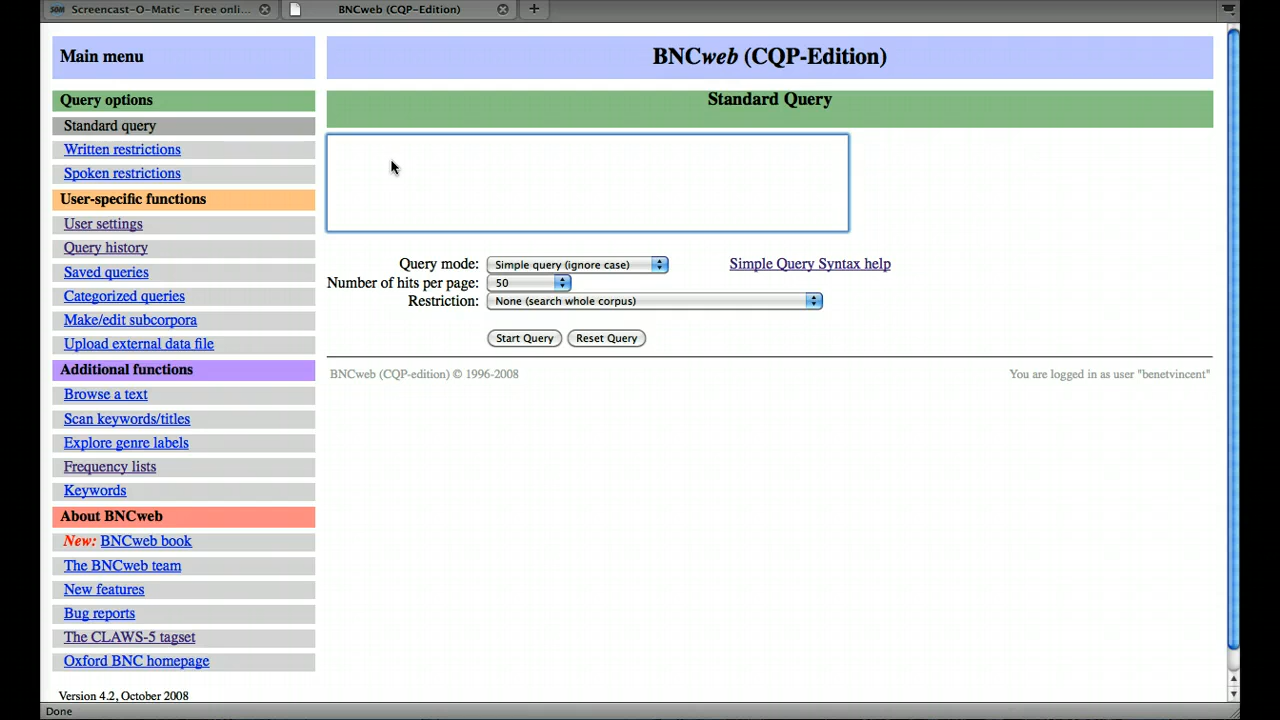 Screencast-O-Matic - Free onli...
BNCweb (CQP-Edition)
Main menu
BNCweb (CQP-Edition)
Query options
Standard Query
Standard query
Written restrictions
Spoken restrictions
User-specific functions
User settings
Query history
Saved queries
Categorized queries
Make/edit subcorpora
Upload external data file
Additional functions
Browse a text
Scan keywords/titles
Explore genre labels
Frequency lists
Keywords
About BNCweb
New: BNCweb book
The BNCweb team
New features
Bug reports
The CLAWS-5 tagset
Oxford BNC homepage
Version 4.2, October 2008
Query mode: Simple query (ignore case) Simple Query Syntax help
Number of hits per page: 50
Restriction: None (search whole corpus)
Start Query Reset Query
BNCweb (CQP-edition) © 1996-2008
You are logged in as user "benetvincent"
Done